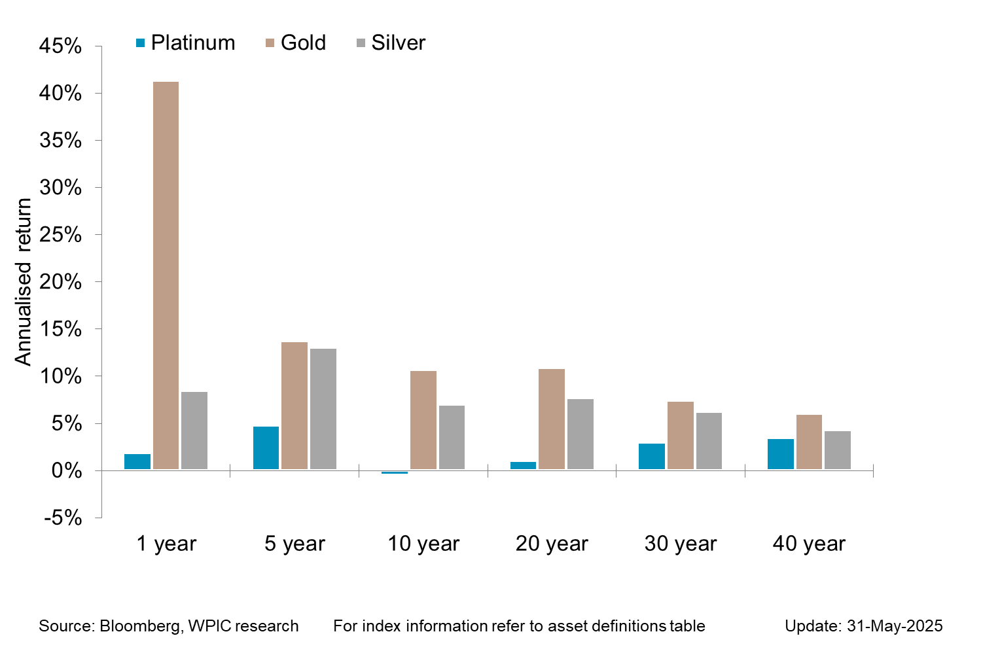 Platinum Gold Silver
45%
40%
35%
30%
25%
20%
15%
10%
5%
0%
-5%
Annualised return
1 year 5 year 10 year 20 year 30 year 40 year
Source: Bloomberg, WPIC research For index information refer to asset definitions table Update: 31-May-2025